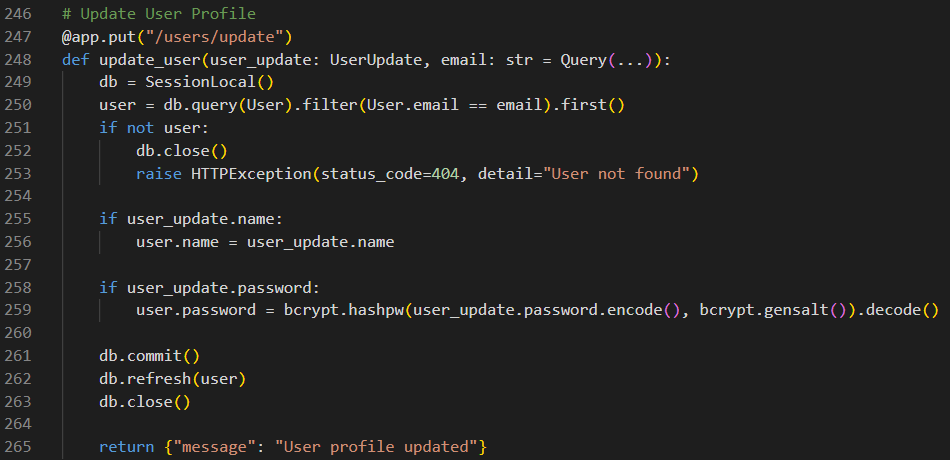 246 # Update User Profile
247 @app.put("/users/update")
248 def update_user(user_update: UserUpdate, email: str = Query(...)):
249     db = SessionLocal()
250     user = db.query(User).filter(User.email == email).first()
251     if not user:
252         db.close()
253         raise HTTPException(status_code=404, detail="User not found")
254
255     if user_update.name:
256         user.name = user_update.name
257
258     if user_update.password:
259         user.password = bcrypt.hashpw(user_update.password.encode(), bcrypt.gensalt()).decode()
260
261     db.commit()
262     db.refresh(user)
263     db.close()
264
265     return {"message": "User profile updated"}